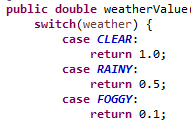 public double weatherValue(
switch(weather) {
case CLEAR:
return 1.0;
case RAINY:
return 0.5;
case FOGGY:
return 0.1;